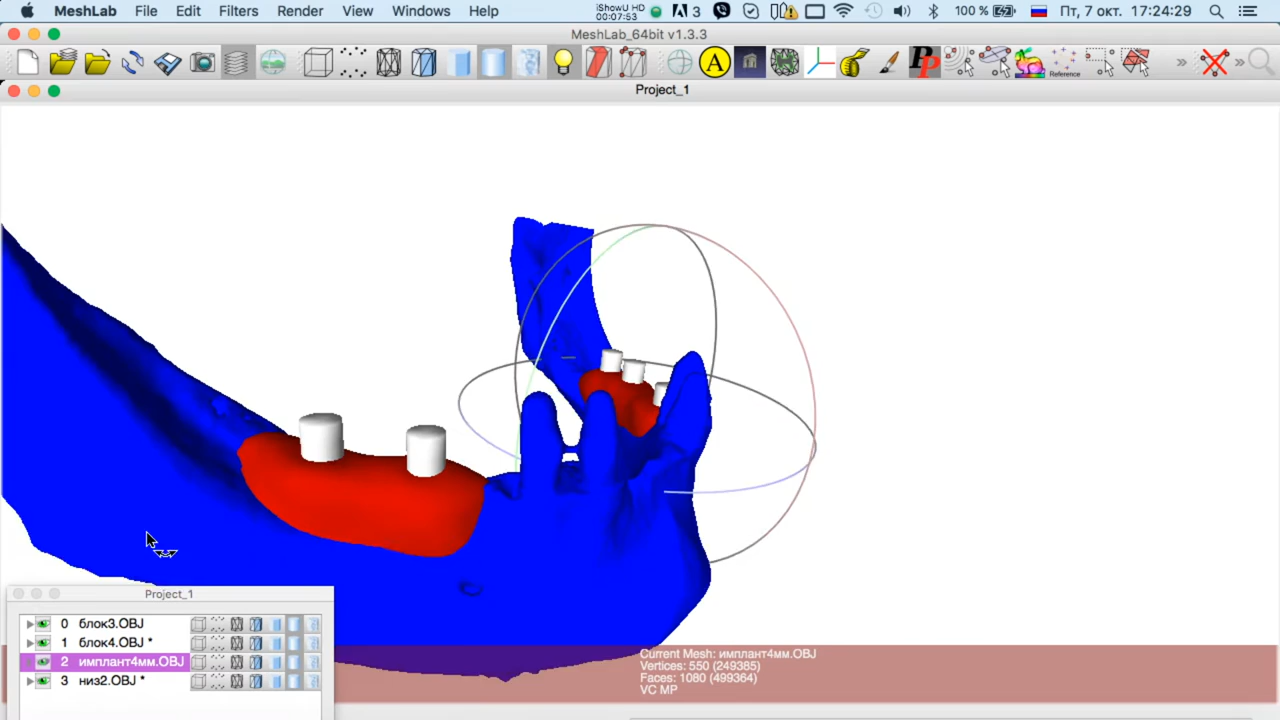 MeshLab File Edit Filters Render View Windows Help iShowU HD 00:07:53 3 100 % Пт, 7 окт. 17:24:29
MeshLab_64bit v1.3.3
A PP Reference » »
Project_1
Project_1
0 блок3.OBJ
1 блок4.OBJ *
2 имплант4мм.OBJ
3 низ2.OBJ *
Current Mesh: имплант4мм.OBJ
Vertices: 550 (249385)
Faces: 1080 (499364)
VC MP